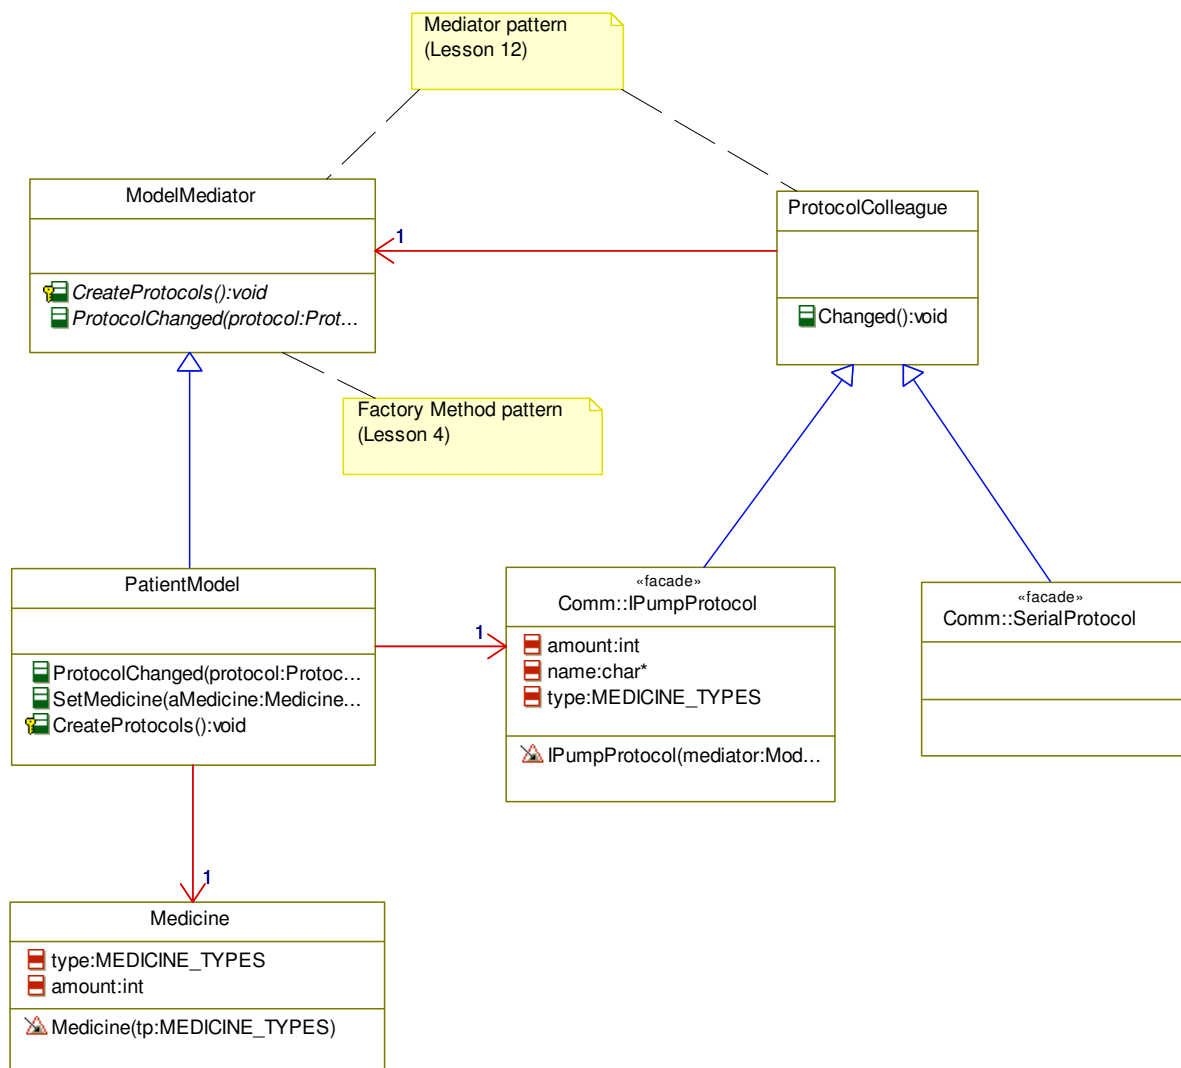 Mediator pattern
(Lesson 12)
ModelMediator
CreateProtocols():void
ProtocolChanged(protocol:Prot...
1
ProtocolColleague
Changed():void
Factory Method pattern
(Lesson 4)
PatientModel
ProtocolChanged(protocol:Protoc...
SetMedicine(aMedicine:Medicine...
CreateProtocols():void
1
«facade»
Comm::IPumpProtocol
amount:int
name:char*
type:MEDICINE_TYPES
IPumpProtocol(mediator:Mod...
«facade»
Comm::SerialProtocol
1
Medicine
type:MEDICINE_TYPES
amount:int
Medicine(tp:MEDICINE_TYPES)